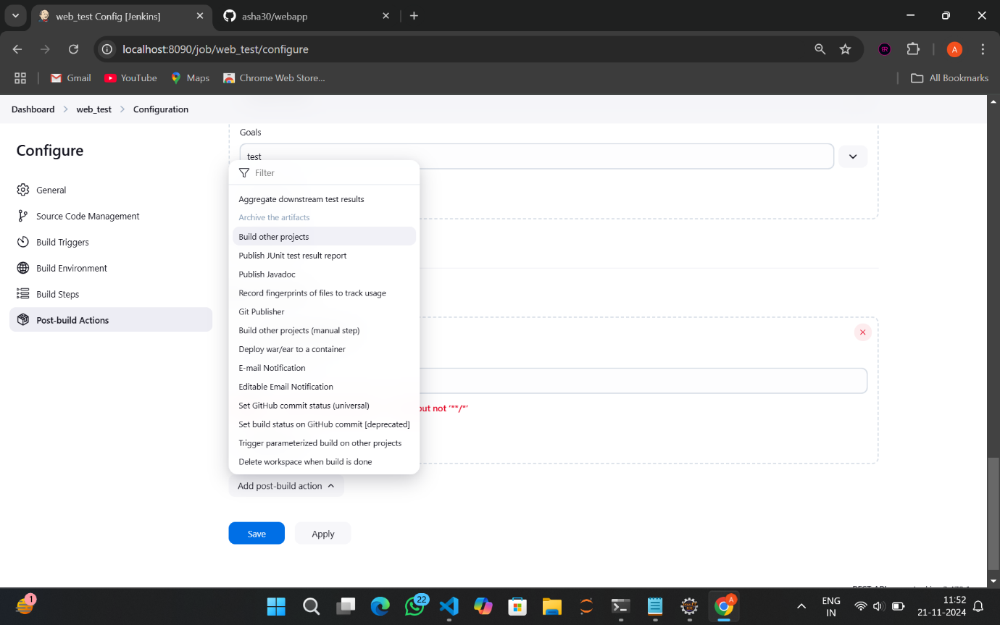 web_test Config [Jenkins]
asha30/webapp
localhost:8090/job/web_test/configure
BR
A
Gmail
YouTube
Maps
Chrome Web Store...
All Bookmarks
Dashboard
web_test
Configuration
Configure
General
Source Code Management
Build Triggers
Build Environment
Build Steps
Post-build Actions
Goals
test
Filter
Aggregate downstream test results
Archive the artifacts
Build other projects
Publish JUnit test result report
Publish Javadoc
Record fingerprints of files to track usage
Git Publisher
Build other projects (manual step)
Deploy war/ear to a container
E-mail Notification
Editable Email Notification
Set GitHub commit status (universal)
Set build status on GitHub commit [deprecated]
Trigger parameterized build on other projects
Delete workspace when build is done
but not '**/*'
Add post-build action
Save
Apply
1
22
A
ENG
IN
11:52
21-11-2024